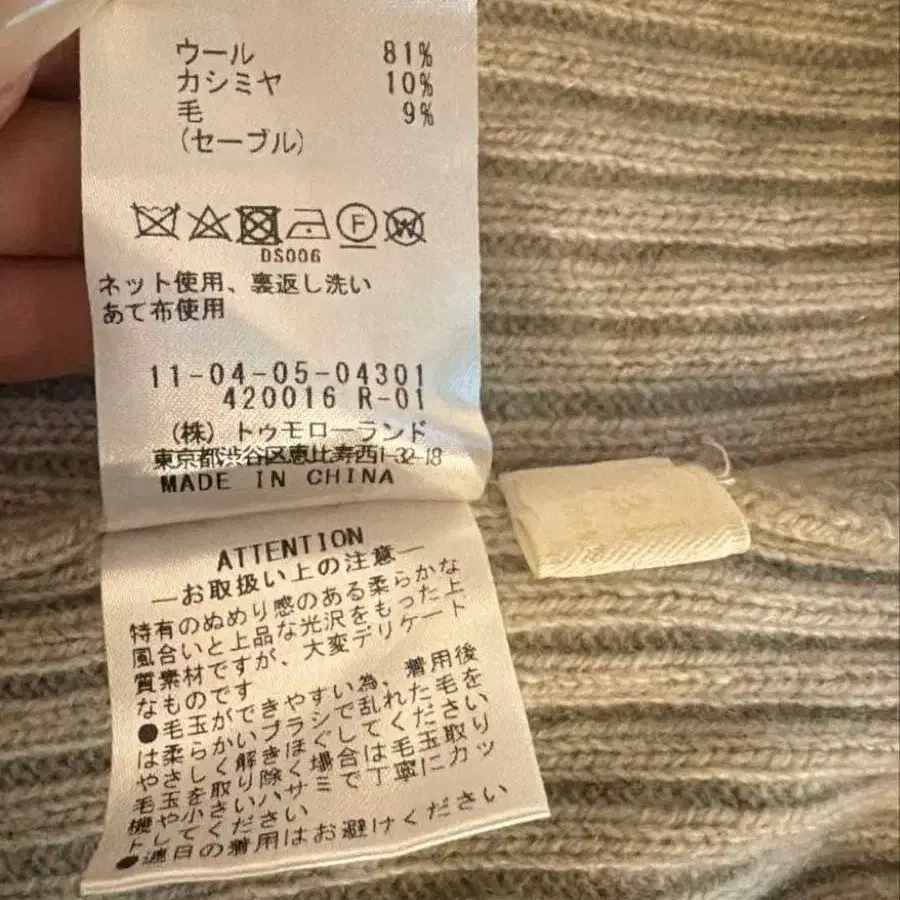 ウール 81%
カシミヤ 10%
毛 9%
(セーブル)
F W
DS006
ネット使用、裏返し洗い
あて布使用
11-04-05-04301
420016 R-01
(株)トゥモローランド
東京都渋谷区恵比寿西1-32-18
MADE IN CHINA
ATTENTION
―お取扱い上の注意―
特有のぬめり感のある柔らかな
風合いと上品な光沢をもった上
質素材ですが、大変デリケート
なものです
●毛玉ができやすい為、着用後
は柔らかいブラシで乱れた毛を
やさしく解きほぐしてください
毛玉を取り除く場合は毛玉取り
機や小さいハサミで丁寧にカッ
トしてください
●連日の着用はお避けください